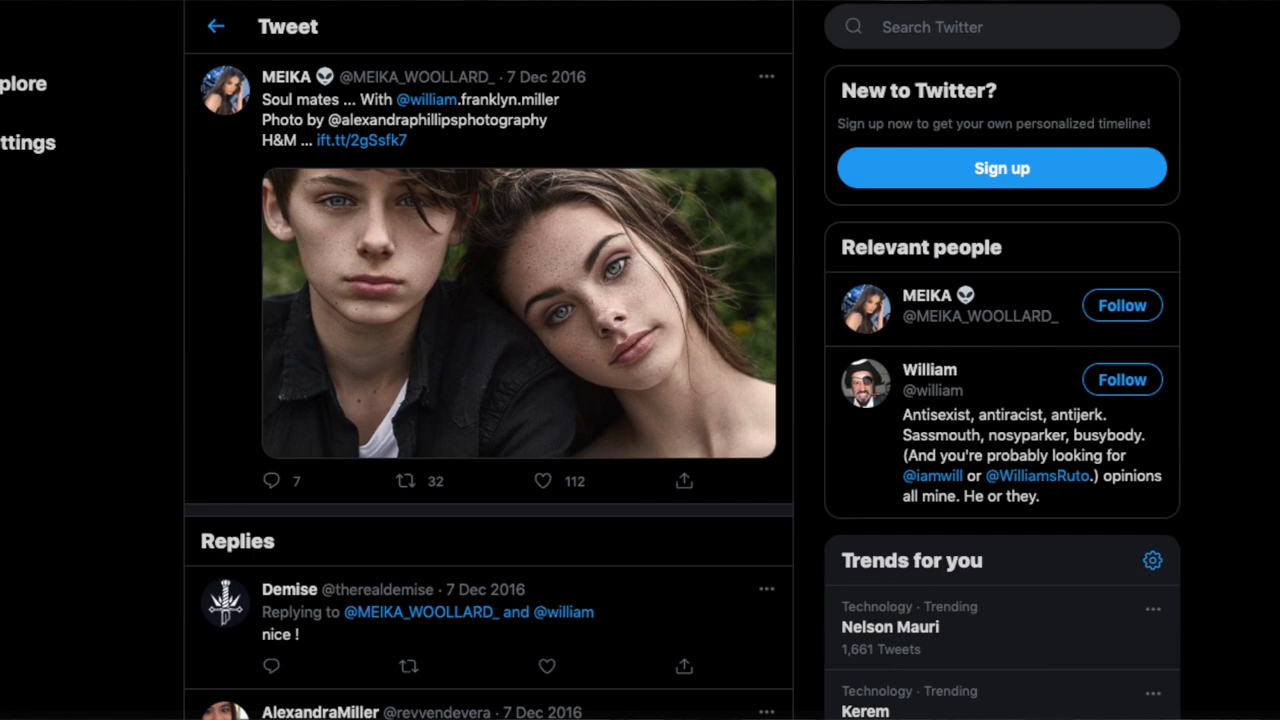 Tweet
plore
ttings
MEIKA 👽 @MEIKA_WOOLLARD_ · 7 Dec 2016
Soul mates ... With @william.franklyn.miller
Photo by @alexandraphillipsphotography
H&M ... ift.tt/2gSsfk7
7 32 112
Replies
Demise @therealdemise · 7 Dec 2016
Replying to @MEIKA_WOOLLARD_ and @william
nice !
AlexandraMiller @revvendevera · 7 Dec 2016
Search Twitter
New to Twitter?
Sign up now to get your own personalized timeline!
Sign up
Relevant people
MEIKA 👽
@MEIKA_WOOLLARD_
Follow
William
@william
Follow
Antisexist, antiracist, antijerk.
Sassmouth, nosyparker, busybody.
(And you're probably looking for
@iamwill or @WilliamsRuto.) opinions
all mine. He or they.
Trends for you
Technology · Trending
Nelson Mauri
1,661 Tweets
Technology · Trending
Kerem